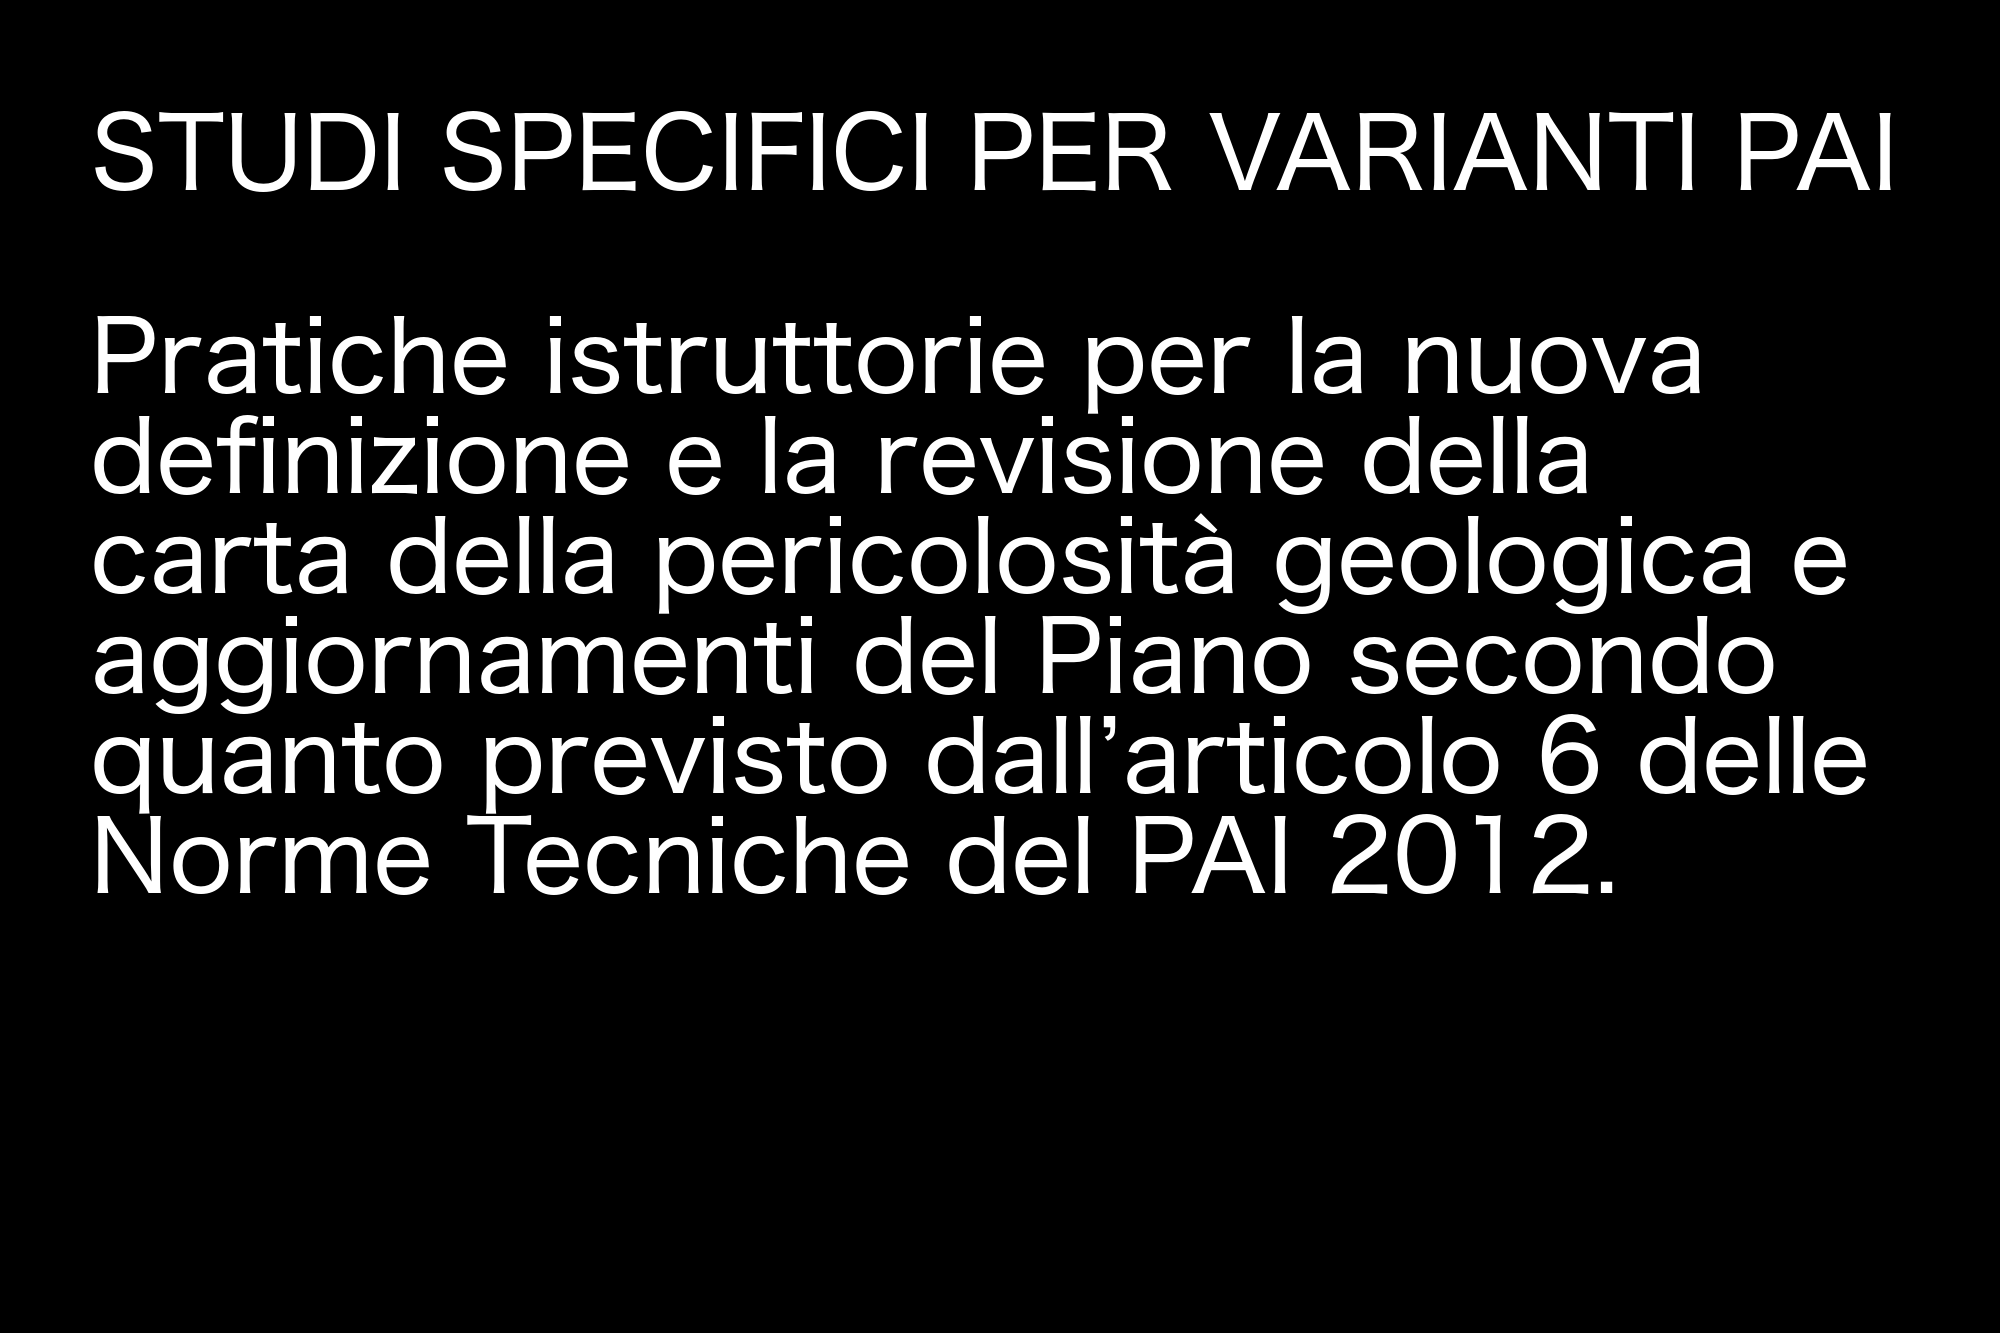 STUDI SPECIFICI PER VARIANTI PAI
Pratiche istruttorie per la nuova
definizione e la revisione della
carta della pericolosità geologica e
aggiornamenti del Piano secondo
quanto previsto dall’articolo 6 delle
Norme Tecniche del PAI 2012.